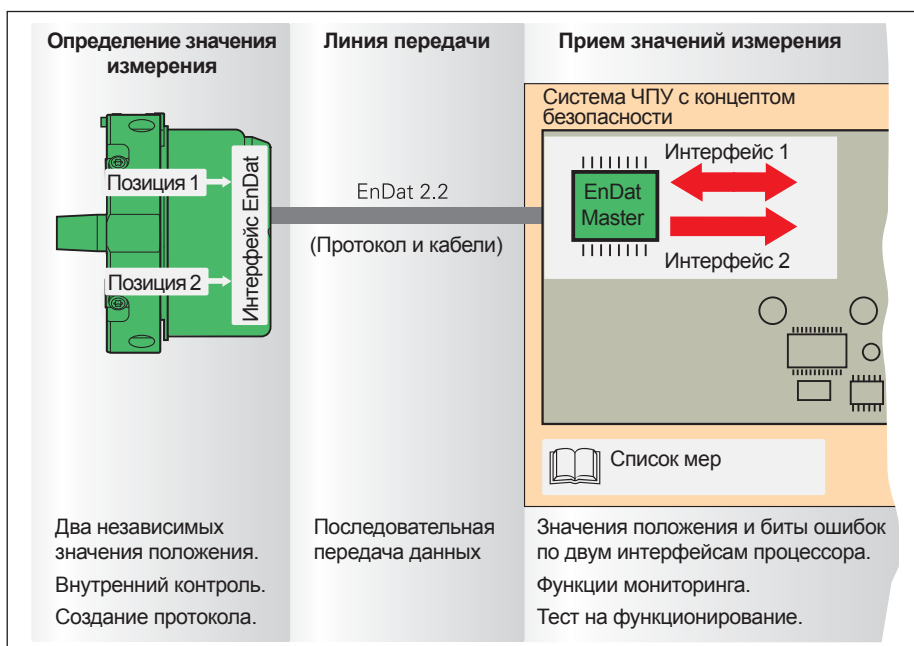 Определение значения
измерения
Линия передачи
Прием значений измерения
Система ЧПУ с концептом
безопасности
Позиция 1
Позиция 2
Интерфейс EnDat
EnDat 2.2
(Протокол и кабели)
EnDat
Master
Интерфейс 1
Интерфейс 2
Список мер
Два независимых
значения положения.
Внутренний контроль.
Создание протокола.
Последовательная
передача данных
Значения положения и биты ошибок
по двум интерфейсам процессора.
Функции мониторинга.
Тест на функционирование.